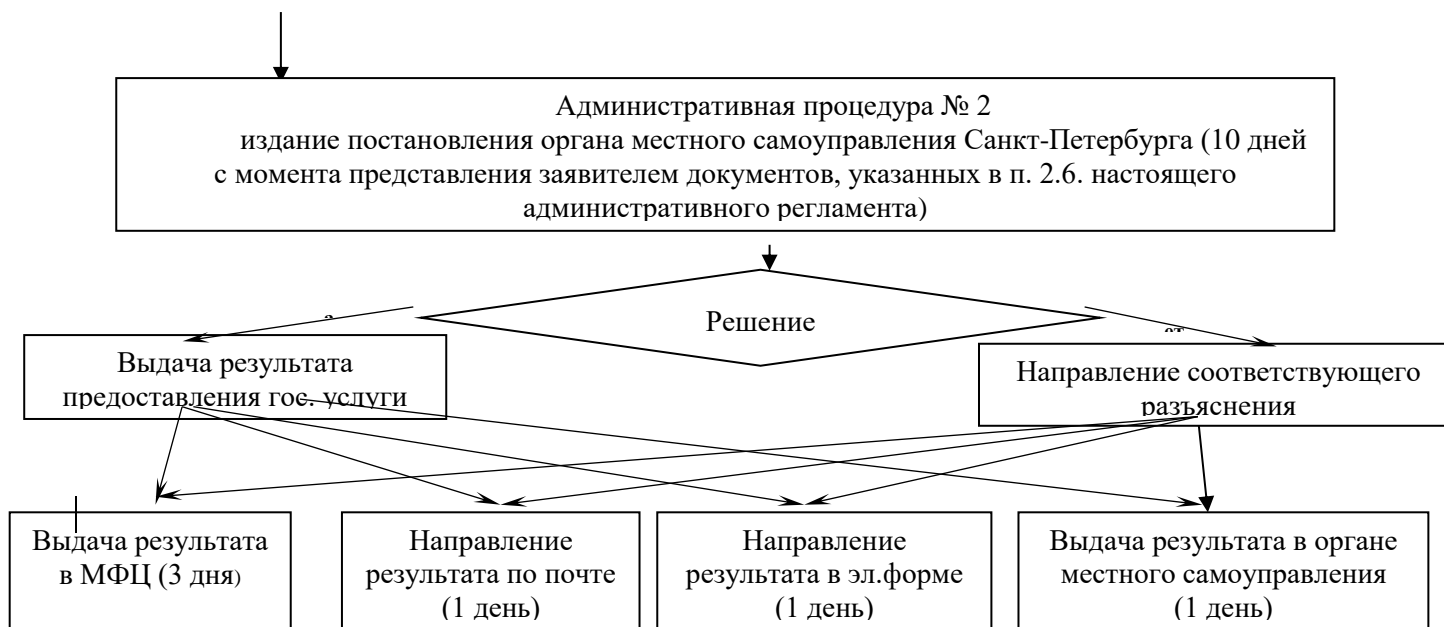 Административная процедура № 2
издание постановления органа местного самоуправления Санкт-Петербурга (10 дней
с момента представления заявителем документов, указанных в п. 2.6. настоящего
административного регламента)
Решение
Выдача результата
предоставления гос. услуги
Направление соответствующего
разъяснения
Выдача результата
в МФЦ (3 дня)
Направление
результата по почте
(1 день)
Направление
результата в эл.форме
(1 день)
Выдача результата в органе
местного самоуправления
(1 день)